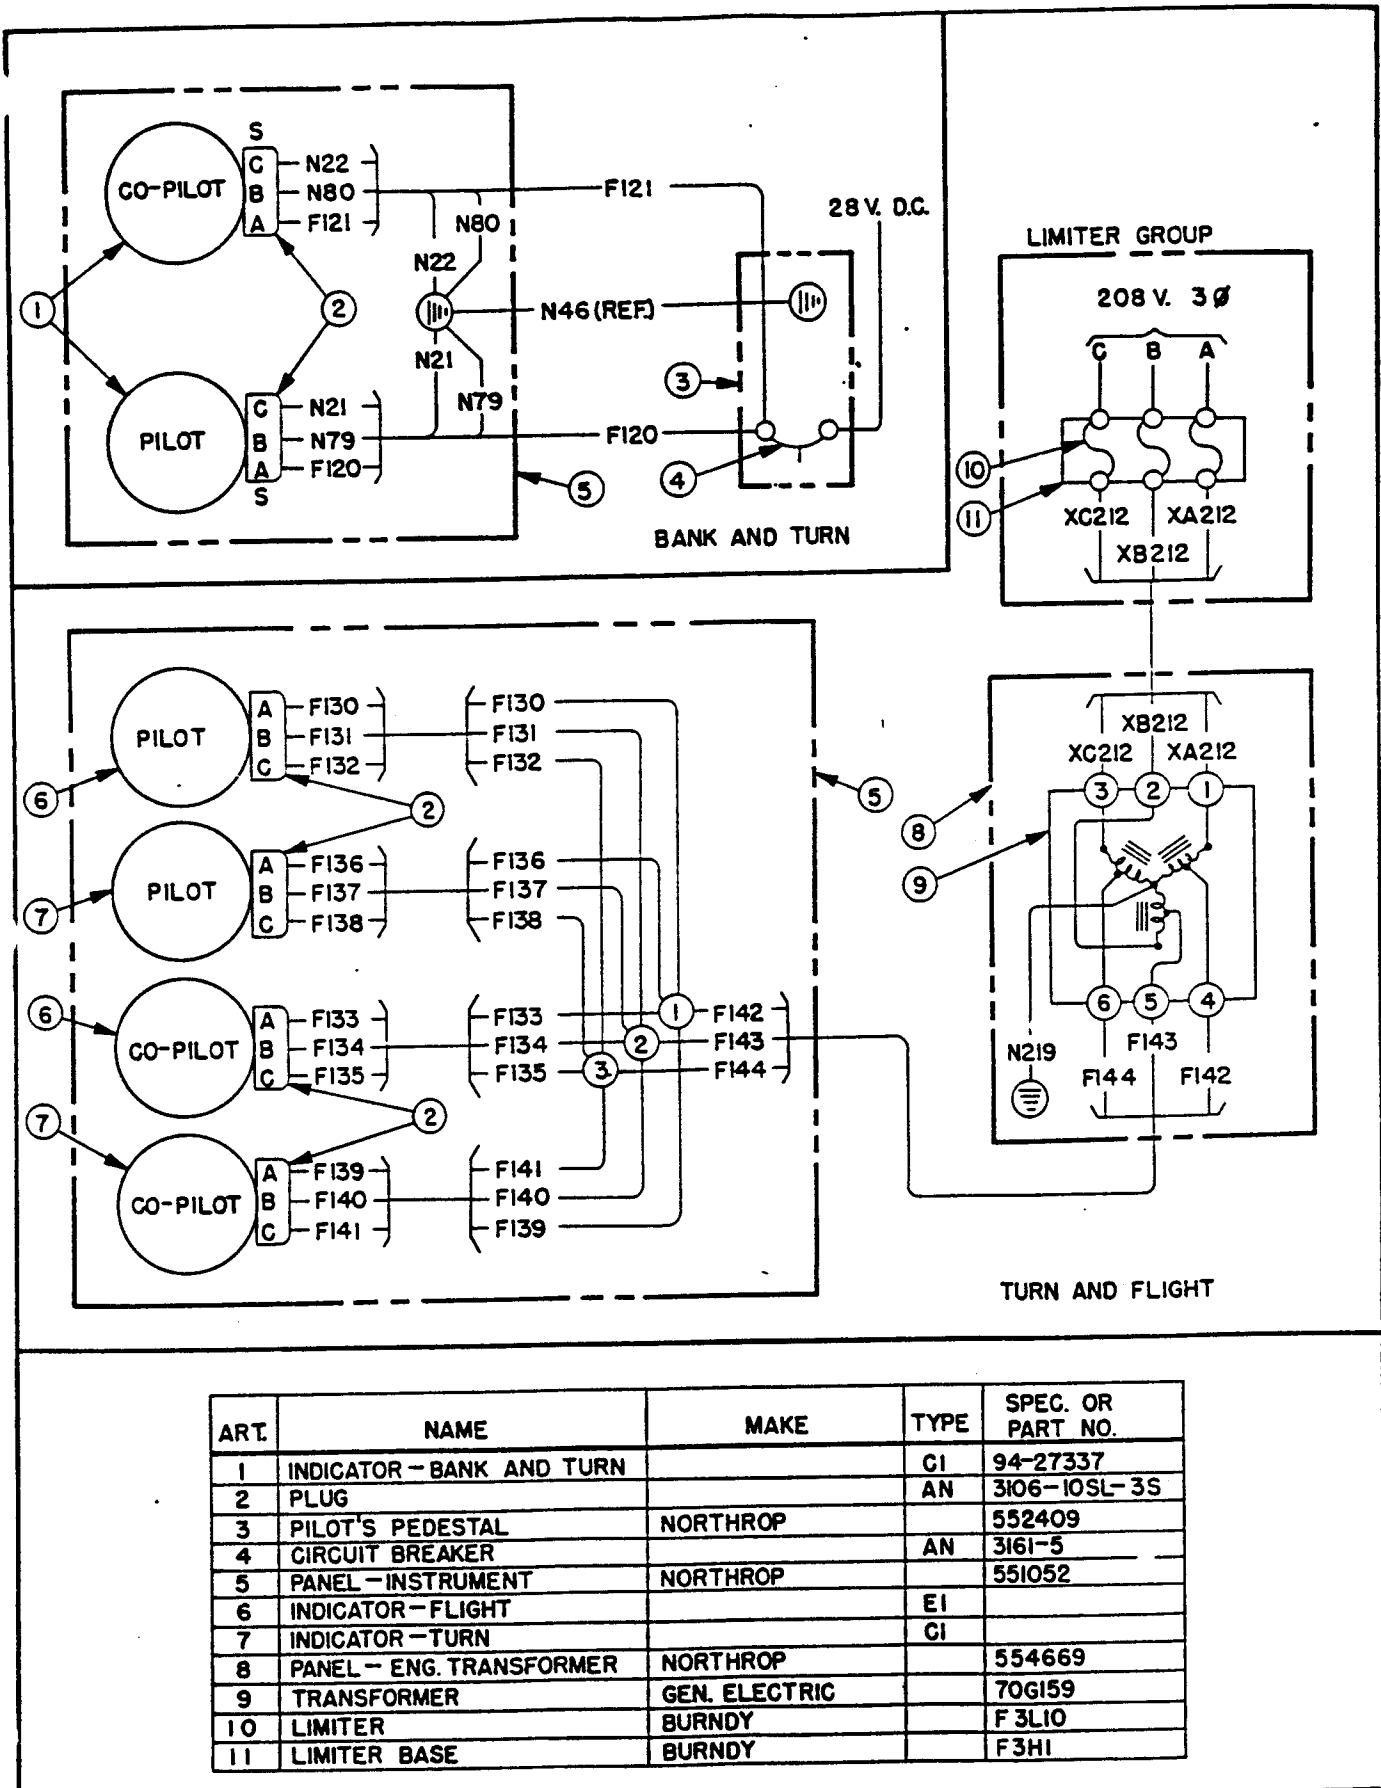 S
CO-PILOT
C N22
B N80
A F121
F121
28 V. D.C.
N80
N22
1
2
N46 (REF.)
N21
N79
3
PILOT
C N21
B N79
A F120
S
F120
4
5
BANK AND TURN
LIMITER GROUP
208 V. 3Ø
C B A
10
11
XC212 XA212
XB212
PILOT
A F130 F130
B F131 F131
C F132 F132
6
2
5
PILOT
A F136 F136
B F137 F137
C F138 F138
7
CO-PILOT
A F133 F133 1 F142
B F134 F134 2 F143
C F135 F135 3 F144
6
2
7
CO-PILOT
A F139 F141
B F140 F140
C F141 F139
XB212
XC212 XA212
3 2 1
8
9
6 5 4
N219
F143
F144 F142
TURN AND FLIGHT
ART. NAME MAKE TYPE SPEC. OR PART NO.
1 INDICATOR-BANK AND TURN C1 94-27337
2 PLUG AN 3106-10SL-3S
3 PILOT'S PEDESTAL NORTHROP 552409
4 CIRCUIT BREAKER AN 3161-5
5 PANEL-INSTRUMENT NORTHROP 551052
6 INDICATOR-FLIGHT E1
7 INDICATOR-TURN C1
8 PANEL-ENG. TRANSFORMER NORTHROP 554669
9 TRANSFORMER GEN. ELECTRIC 70G159
10 LIMITER BURNDY F3L10
11 LIMITER BASE BURNDY F3H1